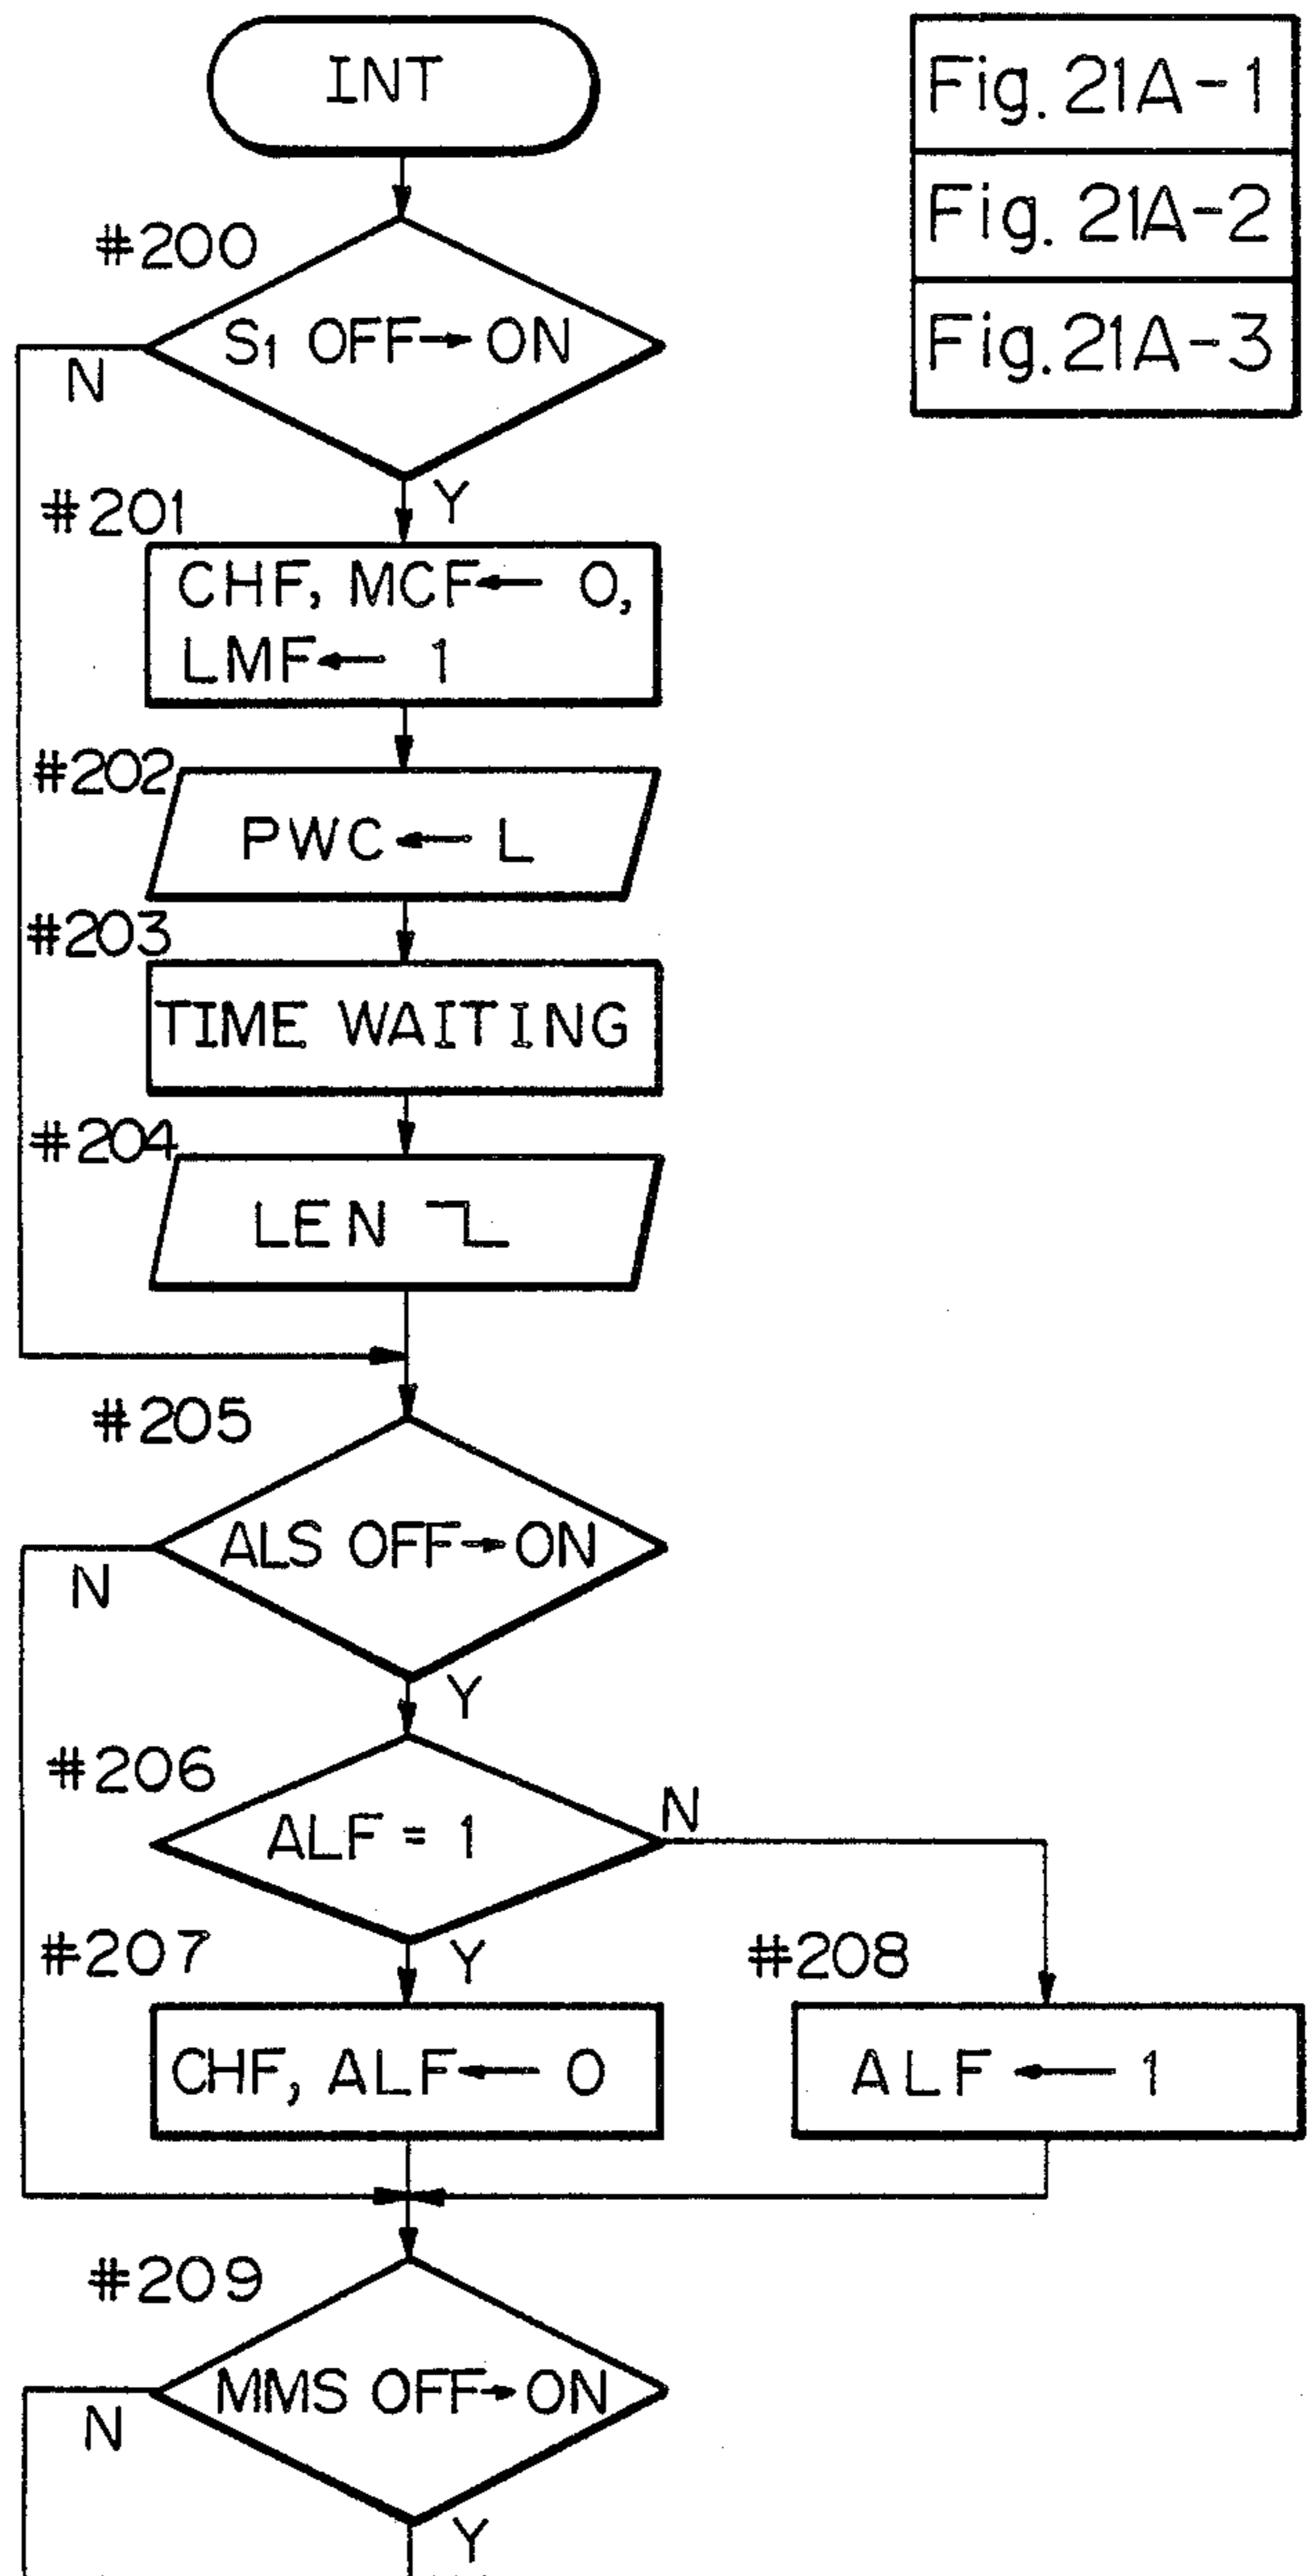 INT
Fig. 21A-1
Fig. 21A-2
Fig. 21A-3
#200
S1 OFF→ON
N
Y
#201
CHF, MCF← 0,
LMF← 1
#202
PWC ← L
#203
TIME WAITING
#204
LEN
#205
ALS OFF→ON
N
Y
#206
ALF = 1
N
Y
#207
CHF, ALF← 0
#208
ALF ← 1
#209
MMS OFF→ON
N
Y